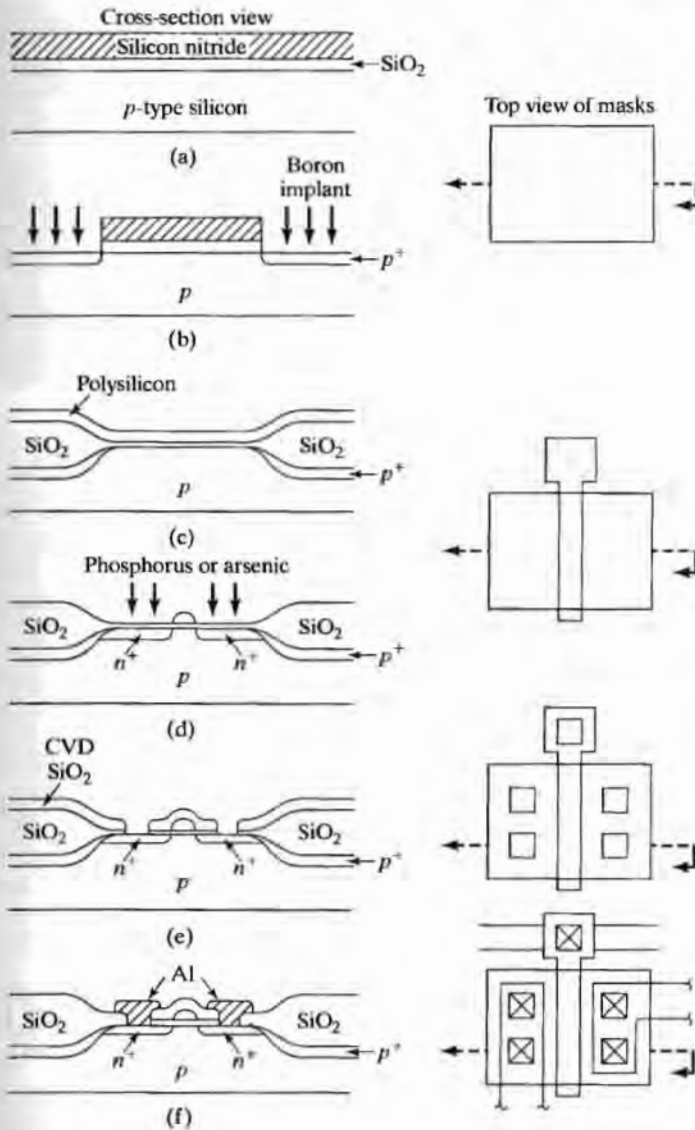 Cross-section view
Silicon nitride
SiO₂
p-type silicon
Top view of masks
(a)
Boron
implant
p⁺
p
(b)
Polysilicon
SiO₂
SiO₂
p⁺
p
(c)
Phosphorus or arsenic
SiO₂
SiO₂
p⁺
n⁺
p
n⁺
(d)
CVD
SiO₂
SiO₂
SiO₂
p⁺
n⁺
p
n⁺
(e)
Al
SiO₂
SiO₂
p⁺
n⁺
p
n⁺
(f)